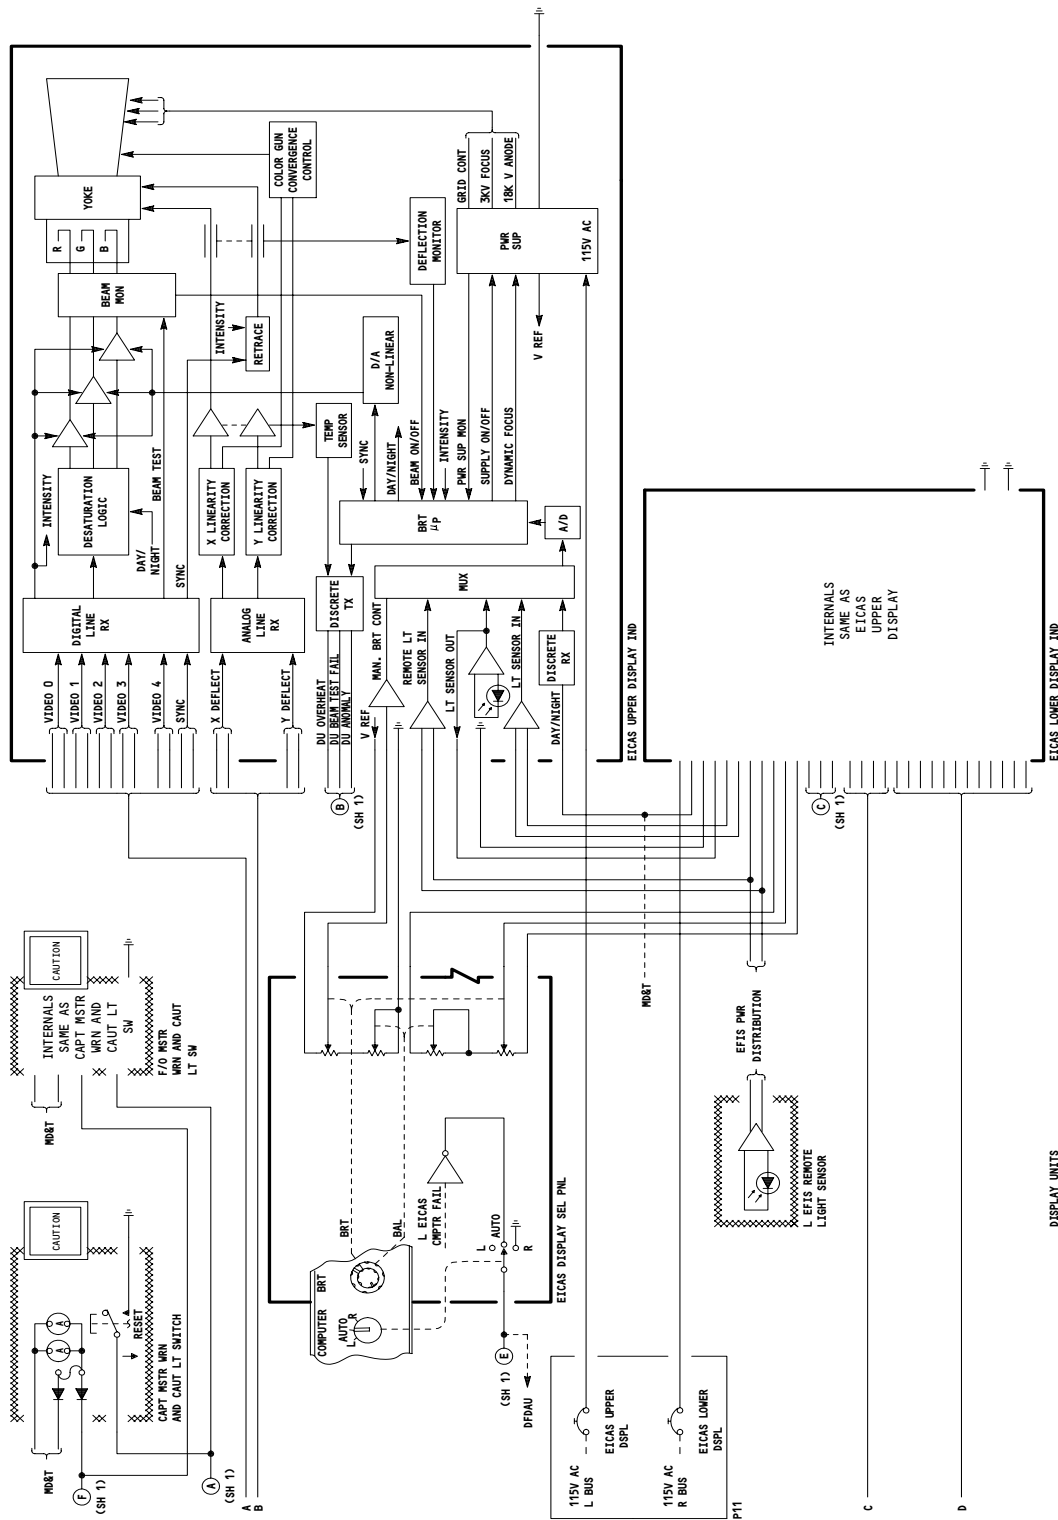 CAUTION
MD&T
F
(SH 1)
A
A
RESET
CAPT MSTR WRN
AND CAUT LT SWITCH
A
(SH 1)
A
B
CAUTION
MD&T
INTERNALS
SAME AS
CAPT MSTR
WRN AND
CAUT LT
SW
F/O MSTR
WRN AND CAUT
LT SW
VIDEO 0
VIDEO 1
VIDEO 2
VIDEO 3
VIDEO 4
SYNC
X DEFLECT
Y DEFLECT
DIGITAL
LINE
RX
INTENSITY
DESATURATION
LOGIC
DAY/
NIGHT
BEAM TEST
SYNC
BEAM
MON
R
G
B
YOKE
ANALOG
LINE
RX
X LINEARITY
CORRECTION
Y LINEARITY
CORRECTION
INTENSITY
RETRACE
COLOR GUN
CONVERGENCE
CONTROL
TEMP
SENSOR
D/A
NON-LINEAR
DEFLECTION
MONITOR
DU OVERHEAT
DU BEAM TEST FAIL
DU ANOMALY
B
(SH 1)
DISCRETE
TX
SYNC
DAY/NIGHT
BEAM ON/OFF
INTENSITY
PWR SUP MON
SUPPLY ON/OFF
DYNAMIC FOCUS
BRT
μP
A/D
MUX
V REF
MAN. BRT CONT
REMOTE LT
SENSOR IN
LT SENSOR OUT
LT SENSOR IN
DAY/NIGHT
DISCRETE
RX
GRID CONT
3KV FOCUS
18K V ANODE
PWR
SUP
115V AC
V REF
EICAS UPPER DISPLAY IND
COMPUTER
BRT
AUTO
L
R
BRT
BAL
L EICAS
CMPTR FAIL
L
AUTO
R
E
(SH 1)
DFDAU
EICAS DISPLAY SEL PNL
115V AC
L BUS
EICAS UPPER
DSPL
115V AC
R BUS
EICAS LOWER
DSPL
P11
MD&T
EFIS PWR
DISTRIBUTION
L EFIS REMOTE
LIGHT SENSOR
INTERNALS
SAME AS
EICAS
UPPER
DISPLAY
C
(SH 1)
EICAS LOWER DISPLAY IND
C
D
DISPLAY UNITS